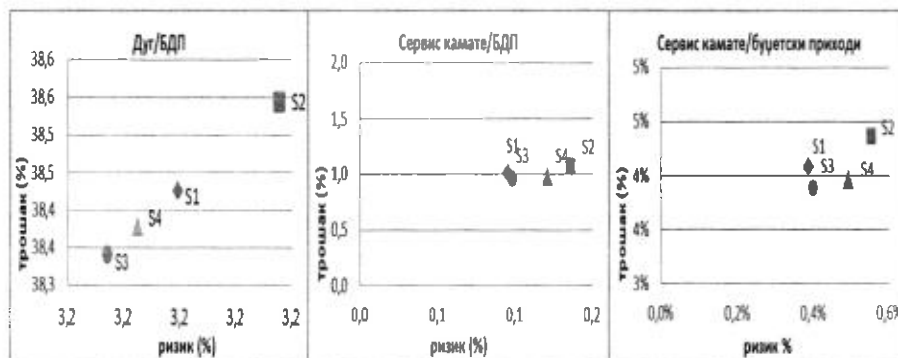 Дуг/БДП
38,6
38,6
38,5
38,5
38,4
38,4
38,3
трошак (%)
S2
S1
S4
S3
3,2
3,2
3,2
3,2
3,2
ризик (%)
Сервис камате/БДП
2,0
1,5
1,0
0,5
0,0
трошак (%)
S1
S3
S4
S2
0,0
0,1
0,1
0,2
ризик (%)
Сервис камате/буџетски приходи
5%
5%
4%
4%
3%
трошак (%)
S2
S1
S3
S4
0,0%
0,2%
0,4%
0,6%
ризик %